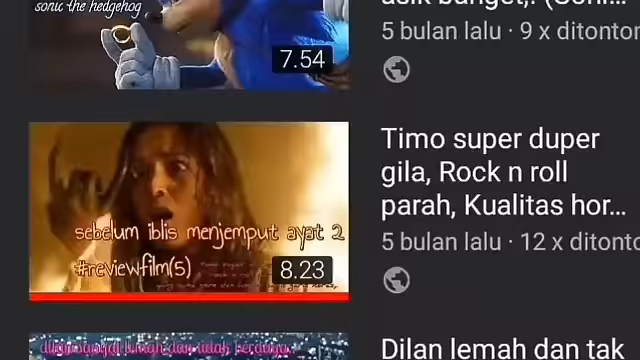 sonic the hedgehog
7.54
5 bulan lalu · 9 x ditonton
Timo super duper
gila, Rock n roll
parah, Kualitas hor...
5 bulan lalu · 12 x ditonto
sebelum iblis menjemput ayat 2
#reviewfilm(5)
8.23
Dilan lemah dan tak